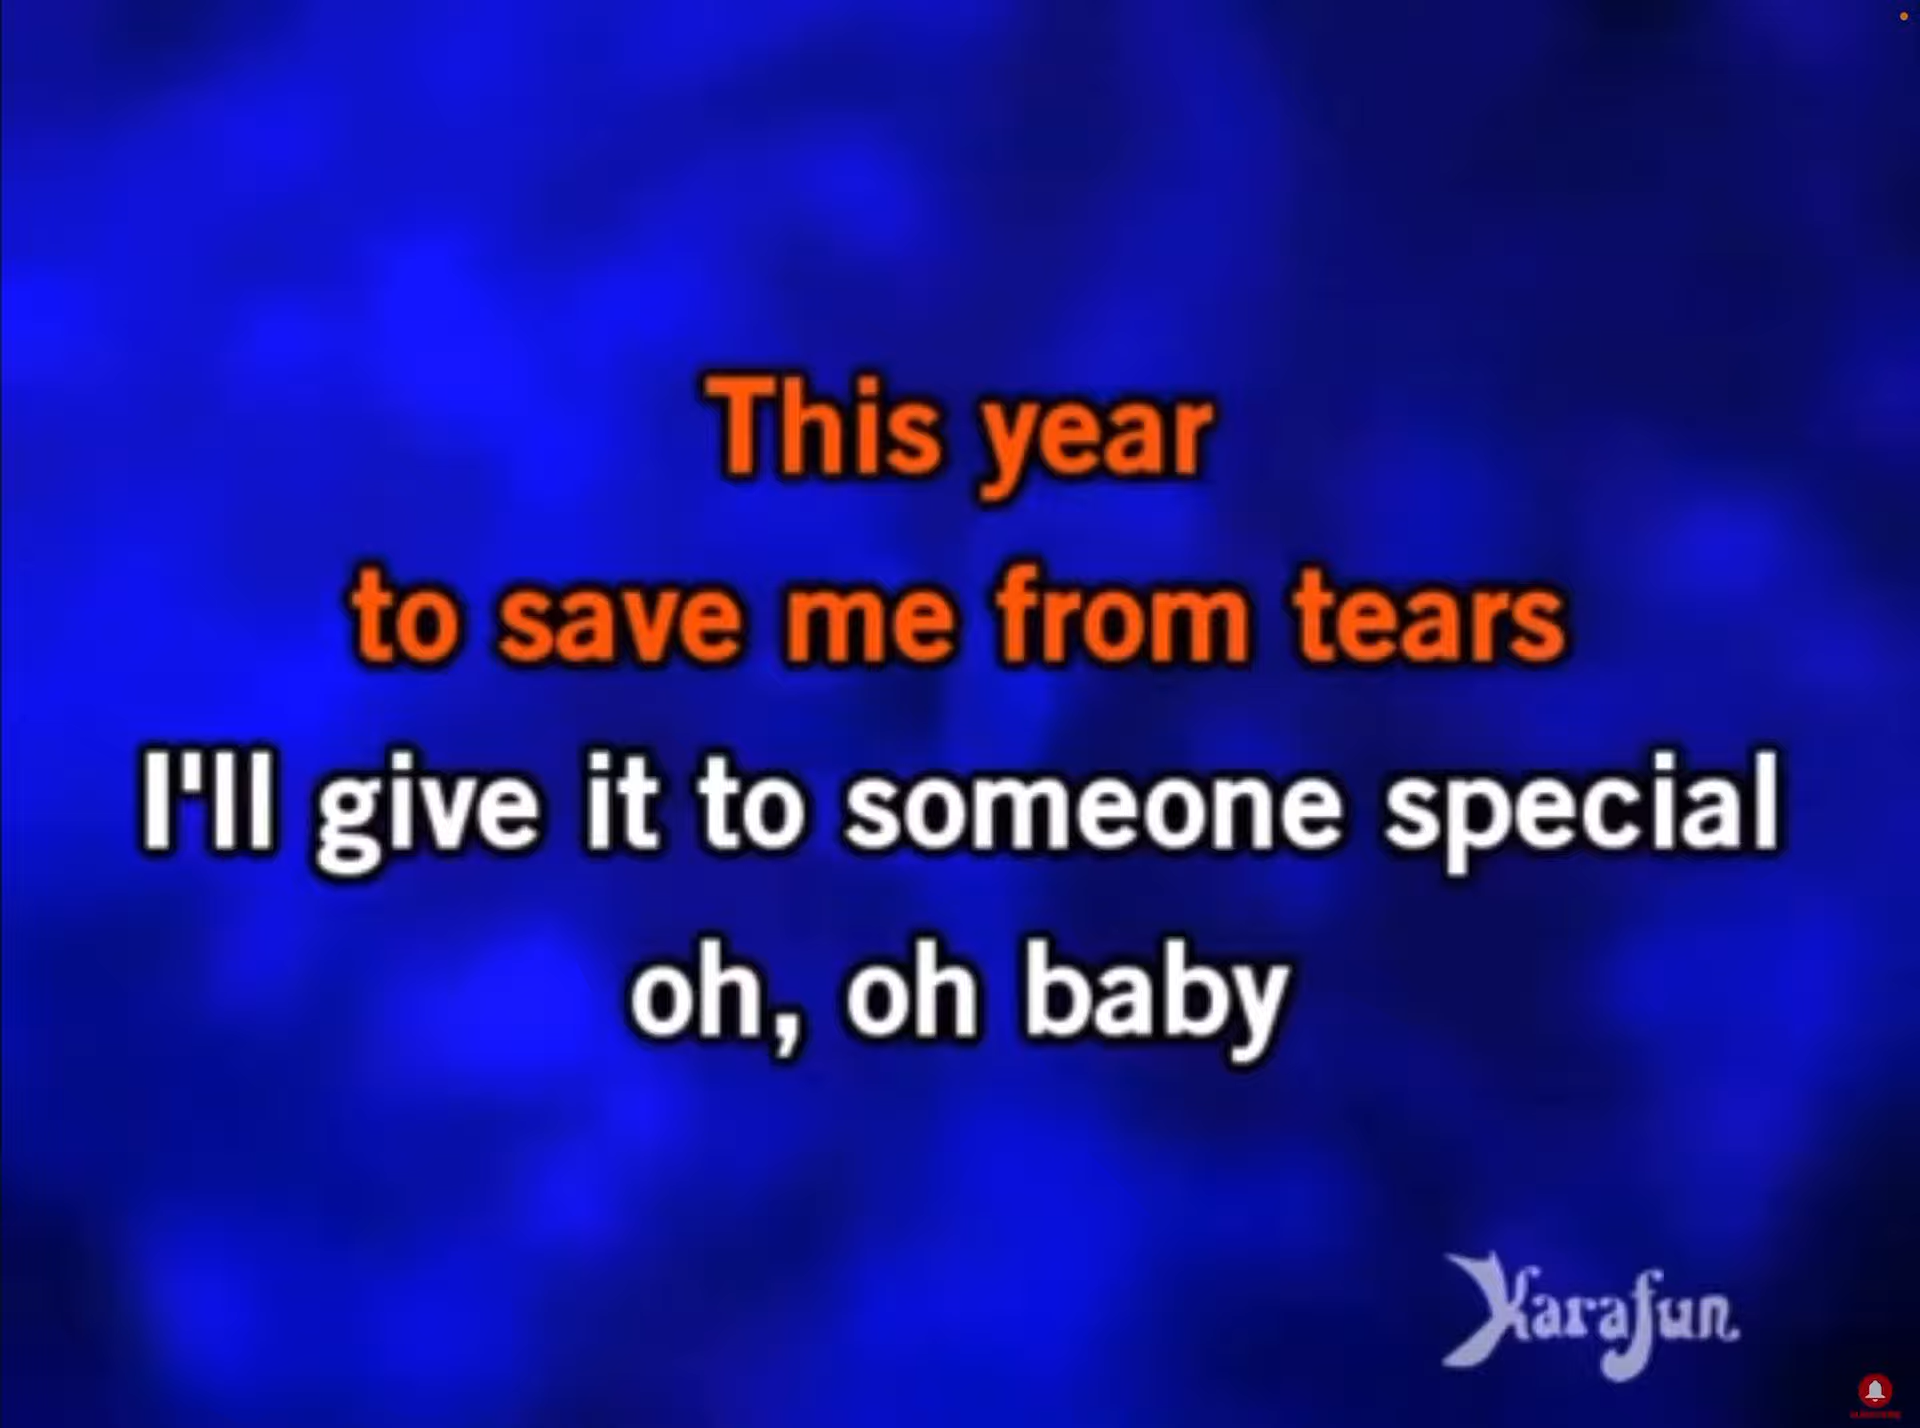 This year
to save me from tears
I'll give it to someone special
oh, oh baby
Karafun